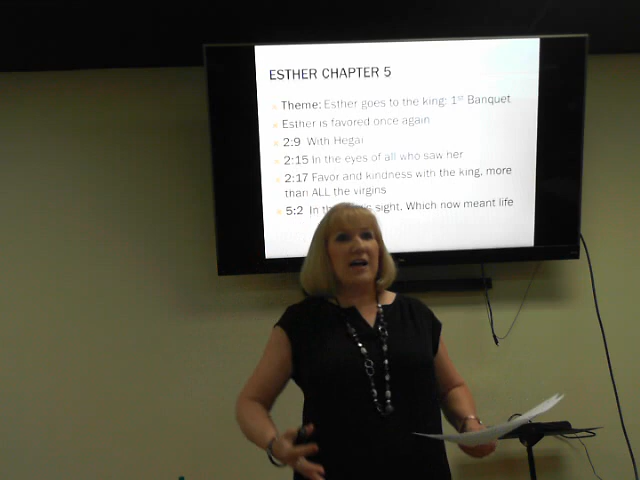 ESTHER CHAPTER 5
Theme: Esther goes to the king: 1st Banquet
Esther is favored once again
2:9 With Hegai
2:15 In the eyes of all who saw her
2:17 Favor and kindness with the king, more
than ALL the virgins
5:2 In sight. Which now meant life